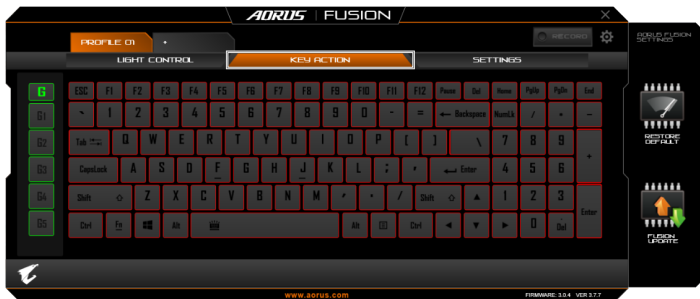 AORUS | FUSION
AORUS FUSION
SETTINGS
PROFILE 01
RECORD
LIGHT CONTROL
KEY ACTION
SETTINGS
G ESC F1 F2 F3 F4 F5 F6 F7 F8 F9 F10 F11 F12 Pause Del Home PgUp PgDn End
G1 ~ 1 2 3 4 5 6 7 8 9 0 - = Backspace NumLk / * -
G2 Tab Q W E R T Y U I O P [ ] \ 7 8 9 +
G3 CapsLock A S D F G H J K L ; ' Enter 4 5 6
G4 Shift Z X C V B N M , . / Shift 1 2 3 Enter
G5 Ctrl Fn Alt Alt Ctrl 0 . Del
RESTORE
DEFAULT
FUSION
UPDATE
www.aorus.com
FIRMWARE: 3.0.4 VER 3.7.7